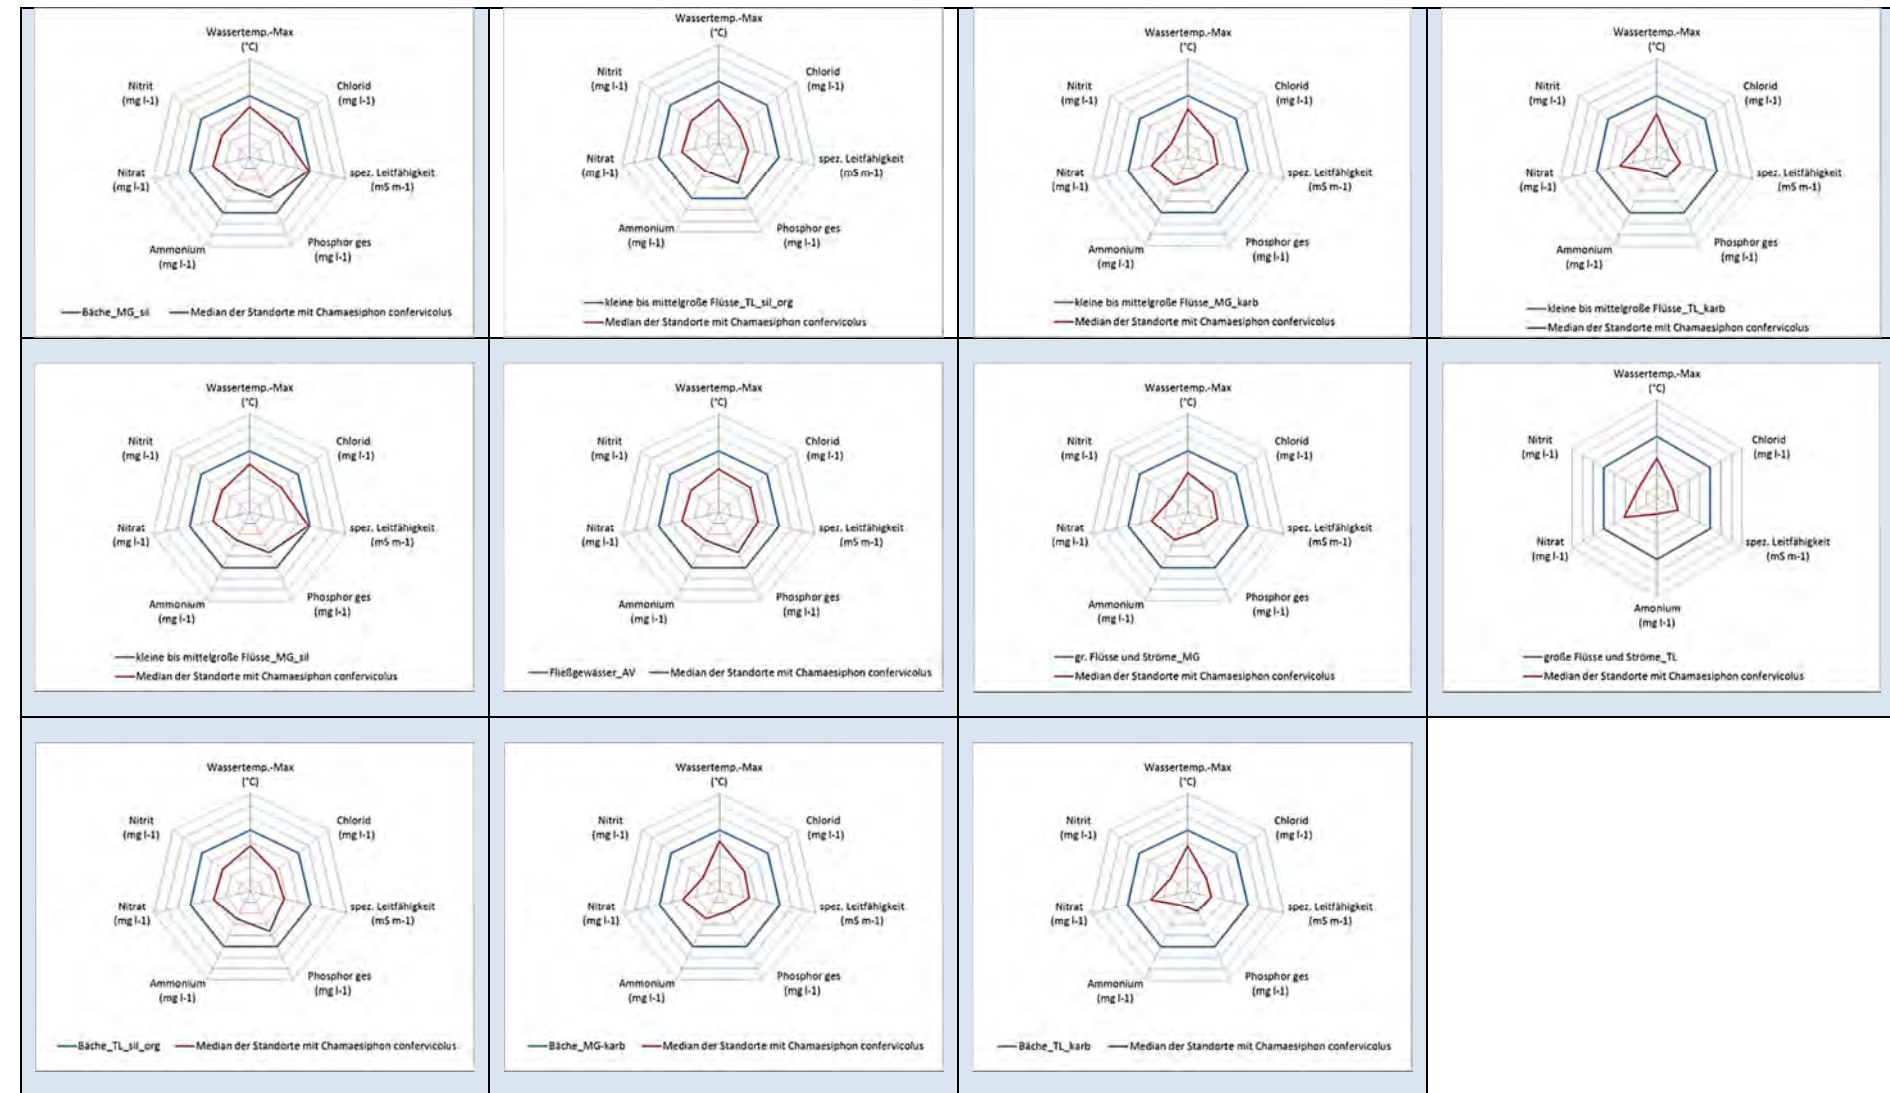 Wassertemp.-Max
(°C)
Nitrit
(mg l-1)
Chlorid
(mg l-1)
Nitrat
(mg l-1)
spez. Leitfähigkeit
(mS m-1)
Ammonium
(mg l-1)
Phosphor ges
(mg l-1)
Bäche_MG_sil Median der Standorte mit Chamaesiphon confervicolus
Wassertemp.-Max
(°C)
Nitrit
(mg l-1)
Chlorid
(mg l-1)
Nitrat
(mg l-1)
spez. Leitfähigkeit
(mS m-1)
Ammonium
(mg l-1)
Phosphor ges
(mg l-1)
kleine bis mittelgroße Flüsse_TL_sil_org
Median der Standorte mit Chamaesiphon confervicolus
Wassertemp.-Max
(°C)
Nitrit
(mg l-1)
Chlorid
(mg l-1)
Nitrat
(mg l-1)
spez. Leitfähigkeit
(mS m-1)
Ammonium
(mg l-1)
Phosphor ges
(mg l-1)
kleine bis mittelgroße Flüsse_MG_karb
Median der Standorte mit Chamaesiphon confervicolus
Wassertemp.-Max
(°C)
Nitrit
(mg l-1)
Chlorid
(mg l-1)
Nitrat
(mg l-1)
spez. Leitfähigkeit
(mS m-1)
Ammonium
(mg l-1)
Phosphor ges
(mg l-1)
kleine bis mittelgroße Flüsse_TL_karb
Median der Standorte mit Chamaesiphon confervicolus
Wassertemp.-Max
(°C)
Nitrit
(mg l-1)
Chlorid
(mg l-1)
Nitrat
(mg l-1)
spez. Leitfähigkeit
(mS m-1)
Ammonium
(mg l-1)
Phosphor ges
(mg l-1)
kleine bis mittelgroße Flüsse_MG_sil
Median der Standorte mit Chamaesiphon confervicolus
Wassertemp.-Max
(°C)
Nitrit
(mg l-1)
Chlorid
(mg l-1)
Nitrat
(mg l-1)
spez. Leitfähigkeit
(mS m-1)
Ammonium
(mg l-1)
Phosphor ges
(mg l-1)
Fließgewässer_AV Median der Standorte mit Chamaesiphon confervicolus
Wassertemp.-Max
(°C)
Nitrit
(mg l-1)
Chlorid
(mg l-1)
Nitrat
(mg l-1)
spez. Leitfähigkeit
(mS m-1)
Ammonium
(mg l-1)
Phosphor ges
(mg l-1)
gr. Flüsse und Ströme_MG
Median der Standorte mit Chamaesiphon confervicolus
Wassertemp.-Max
(°C)
Nitrit
(mg l-1)
Chlorid
(mg l-1)
Nitrat
(mg l-1)
spez. Leitfähigkeit
(mS m-1)
Amonium
(mg l-1)
große Flüsse und Ströme_TL
Median der Standorte mit Chamaesiphon confervicolus
Wassertemp.-Max
(°C)
Nitrit
(mg l-1)
Chlorid
(mg l-1)
Nitrat
(mg l-1)
spez. Leitfähigkeit
(mS m-1)
Ammonium
(mg l-1)
Phosphor ges
(mg l-1)
Bäche_TL_sil_org Median der Standorte mit Chamaesiphon confervicolus
Wassertemp.-Max
(°C)
Nitrit
(mg l-1)
Chlorid
(mg l-1)
Nitrat
(mg l-1)
spez. Leitfähigkeit
(mS m-1)
Ammonium
(mg l-1)
Phosphor ges
(mg l-1)
Bäche_MG-karb Median der Standorte mit Chamaesiphon confervicolus
Wassertemp.-Max
(°C)
Nitrit
(mg l-1)
Chlorid
(mg l-1)
Nitrat
(mg l-1)
spez. Leitfähigkeit
(mS m-1)
Ammonium
(mg l-1)
Phosphor ges
(mg l-1)
Bäche_TL_karb Median der Standorte mit Chamaesiphon confervicolus